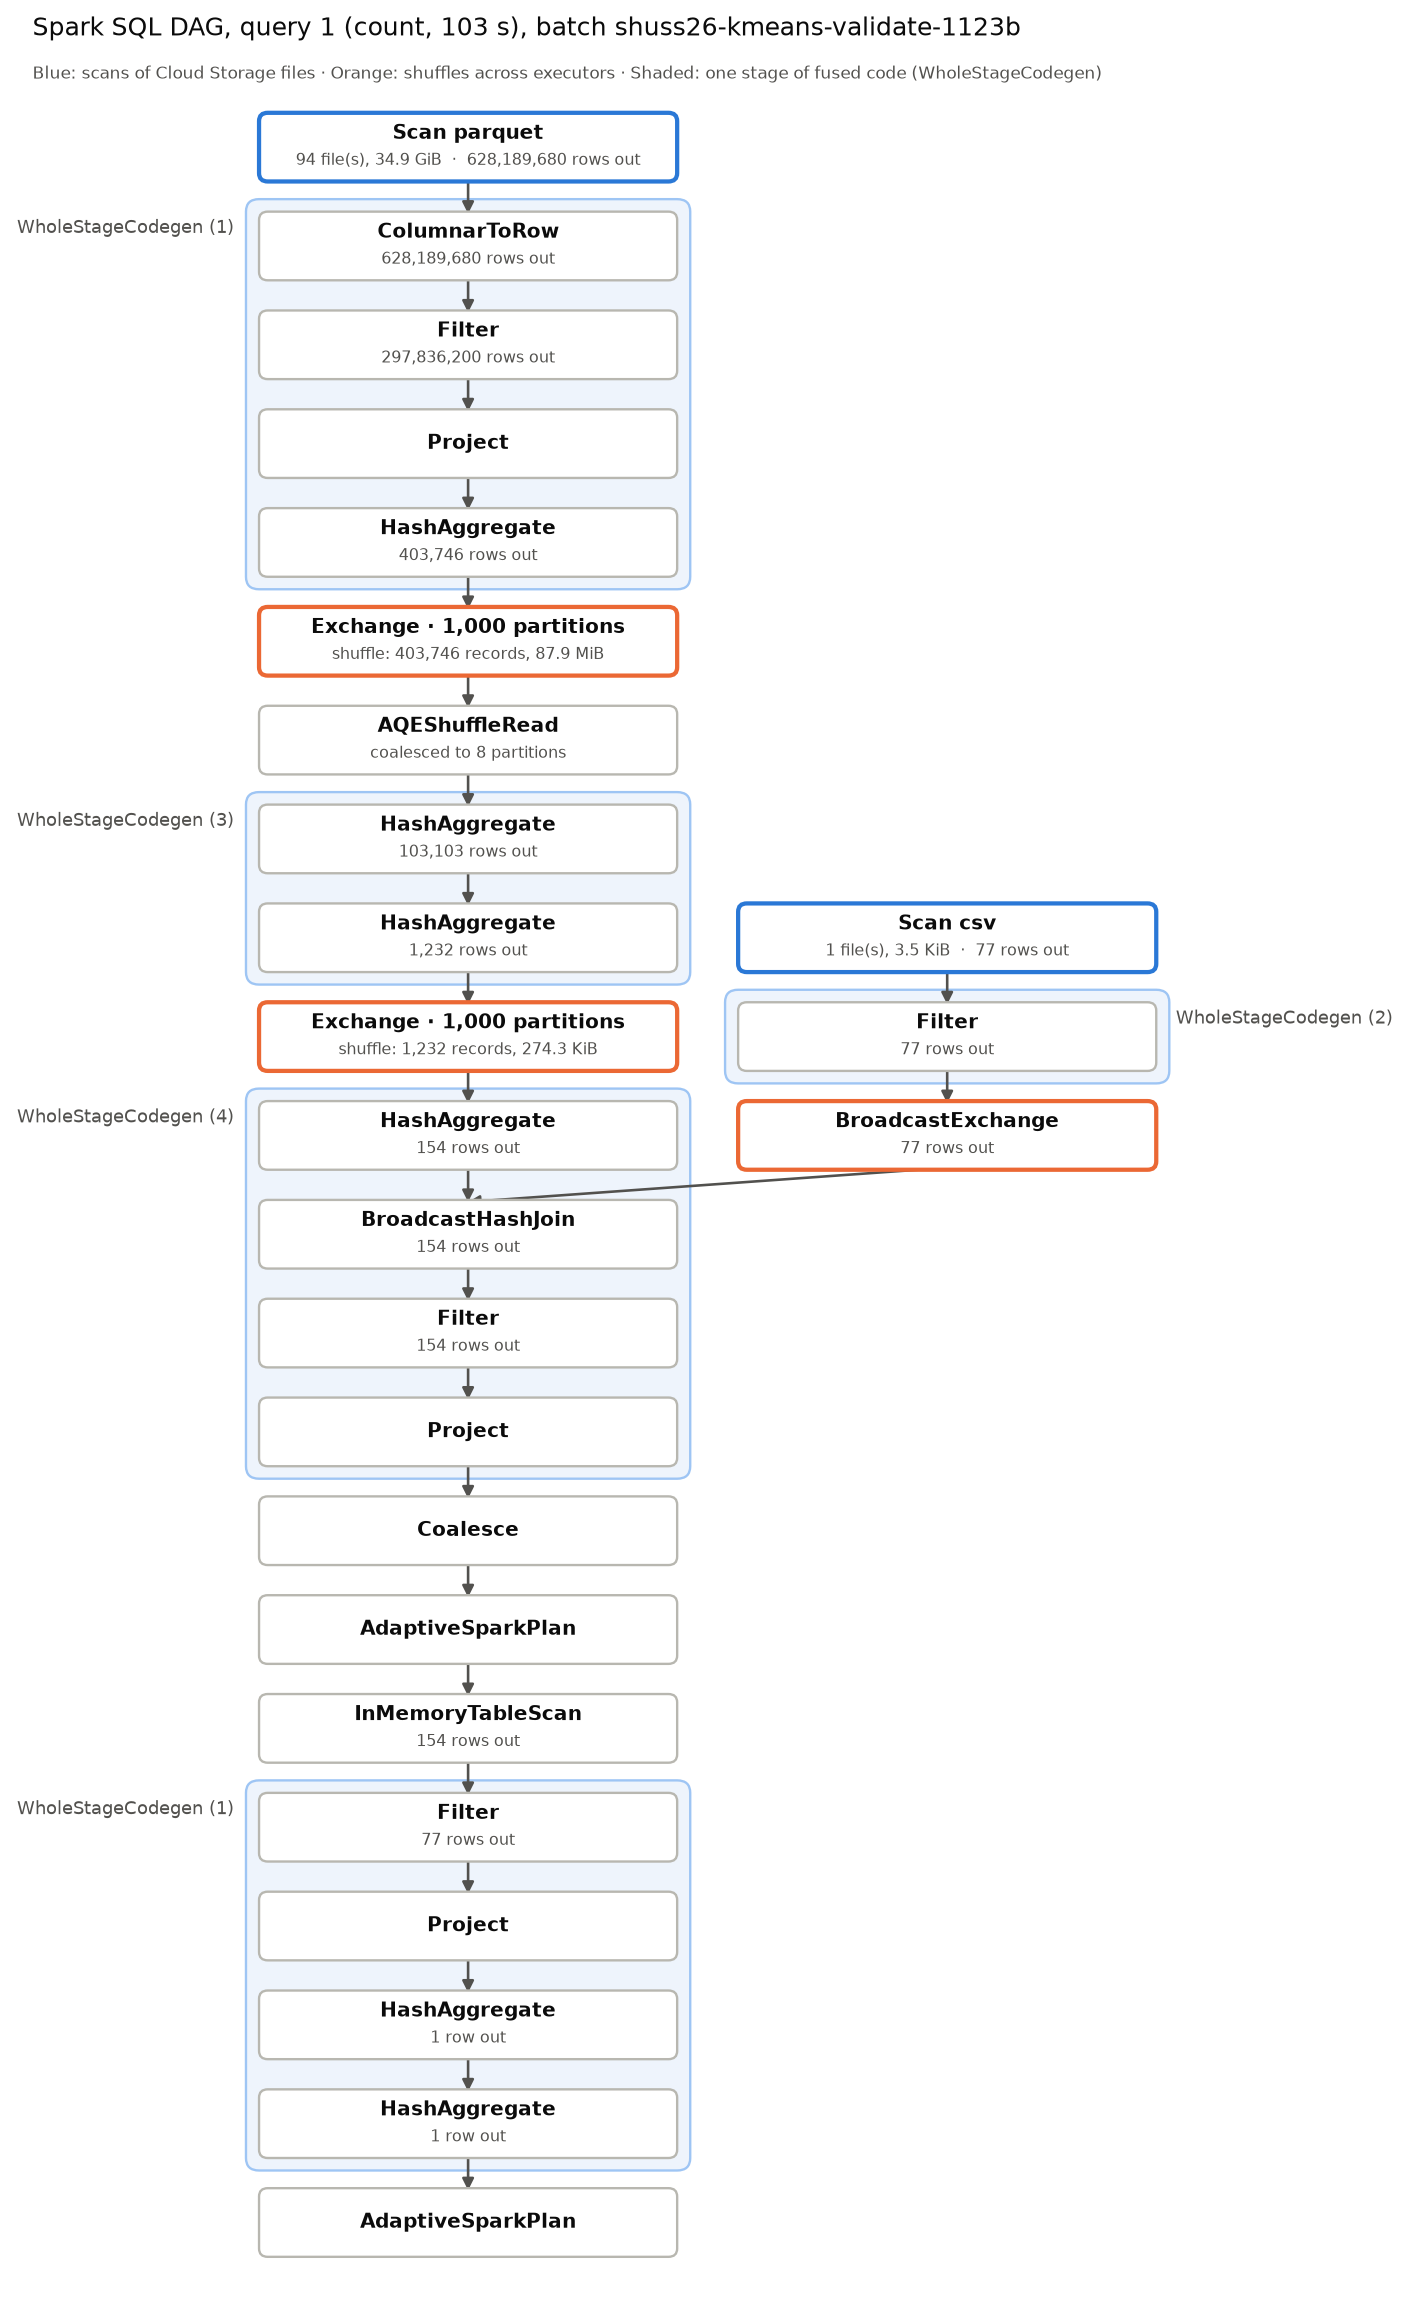 Spark SQL DAG, query 1 (count, 103 s), batch shuss26-kmeans-validate-1123b
Blue: scans of Cloud Storage files · Orange: shuffles across executors · Shaded: one stage of fused code (WholeStageCodegen)
Scan parquet
94 file(s), 34.9 GiB · 628,189,680 rows out
WholeStageCodegen (1)
ColumnarToRow
628,189,680 rows out
Filter
297,836,200 rows out
Project
HashAggregate
403,746 rows out
Exchange · 1,000 partitions
shuffle: 403,746 records, 87.9 MiB
AQEShuffleRead
coalesced to 8 partitions
WholeStageCodegen (3)
HashAggregate
103,103 rows out
HashAggregate
1,232 rows out
Scan csv
1 file(s), 3.5 KiB · 77 rows out
Exchange · 1,000 partitions
shuffle: 1,232 records, 274.3 KiB
Filter
77 rows out
WholeStageCodegen (2)
WholeStageCodegen (4)
HashAggregate
154 rows out
BroadcastExchange
77 rows out
BroadcastHashJoin
154 rows out
Filter
154 rows out
Project
Coalesce
AdaptiveSparkPlan
InMemoryTableScan
154 rows out
WholeStageCodegen (1)
Filter
77 rows out
Project
HashAggregate
1 row out
HashAggregate
1 row out
AdaptiveSparkPlan